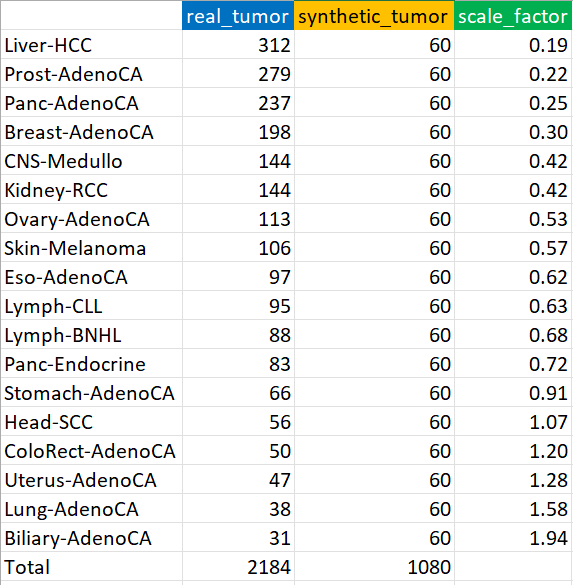 real_tumor synthetic_tumor scale_factor
Liver-HCC 312 60 0.19
Prost-AdenoCA 279 60 0.22
Panc-AdenoCA 237 60 0.25
Breast-AdenoCA 198 60 0.30
CNS-Medullo 144 60 0.42
Kidney-RCC 144 60 0.42
Ovary-AdenoCA 113 60 0.53
Skin-Melanoma 106 60 0.57
Eso-AdenoCA 97 60 0.62
Lymph-CLL 95 60 0.63
Lymph-BNHL 88 60 0.68
Panc-Endocrine 83 60 0.72
Stomach-AdenoCA 66 60 0.91
Head-SCC 56 60 1.07
ColoRect-AdenoCA 50 60 1.20
Uterus-AdenoCA 47 60 1.28
Lung-AdenoCA 38 60 1.58
Biliary-AdenoCA 31 60 1.94
Total 2184 1080